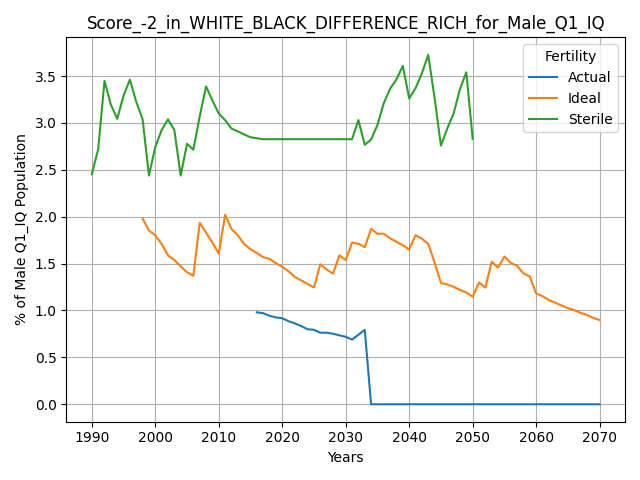 Score_-2_in_WHITE_BLACK_DIFFERENCE_RICH_for_Male_Q1_IQ
Fertility
Actual
Ideal
Sterile
% of Male Q1_IQ Population
3.5
3.0
2.5
2.0
1.5
1.0
0.5
0.0
1990 2000 2010 2020 2030 2040 2050 2060 2070
Years